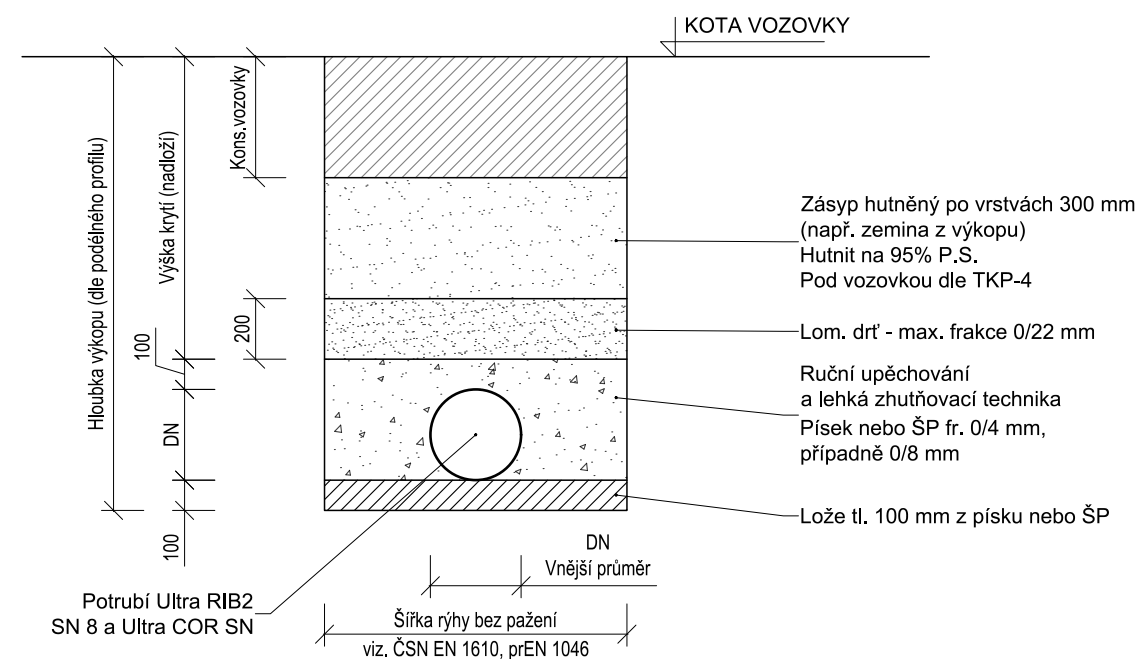 KOTA VOZOVKY
Hloubka výkopu (dle podélného profilu)
Výška krytí (nadloží)
Kons.vozovky
200
100
DN
100
Zásyp hutněný po vrstvách 300 mm
(např. zemina z výkopu)
Hutnit na 95% P.S.
Pod vozovkou dle TKP-4
Lom. drť - max. frakce 0/22 mm
Ruční upěchování
a lehká zhutňovací technika
Písek nebo ŠP fr. 0/4 mm,
případně 0/8 mm
Lože tl. 100 mm z písku nebo ŠP
DN
Vnější průměr
Potrubí Ultra RIB2
SN 8 a Ultra COR SN
Šířka rýhy bez pažení
viz. ČSN EN 1610, prEN 1046